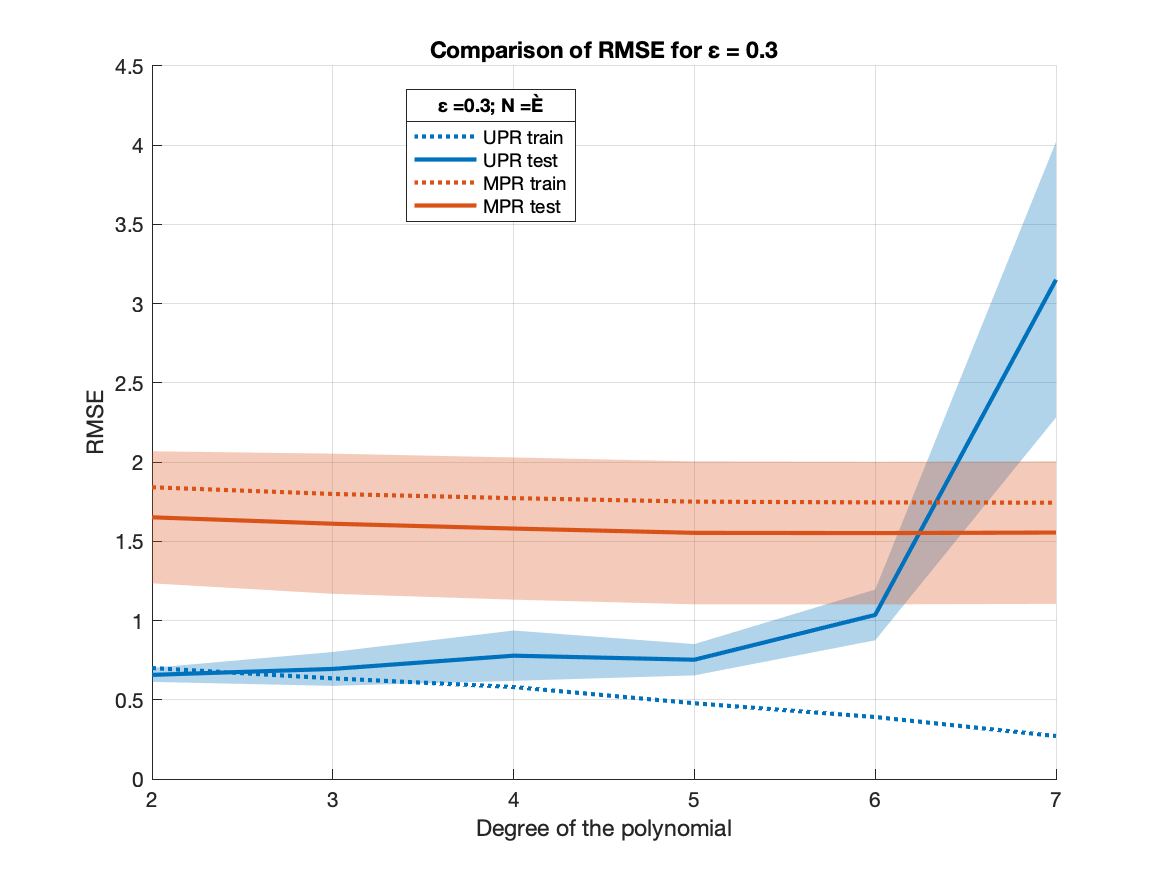 Comparison of RMSE for ε = 0.3
4.5
4
3.5
3
2.5
2
1.5
1
0.5
0
RMSE
ε =0.3; N =È
UPR train
UPR test
MPR train
MPR test
2
3
4
5
6
7
Degree of the polynomial